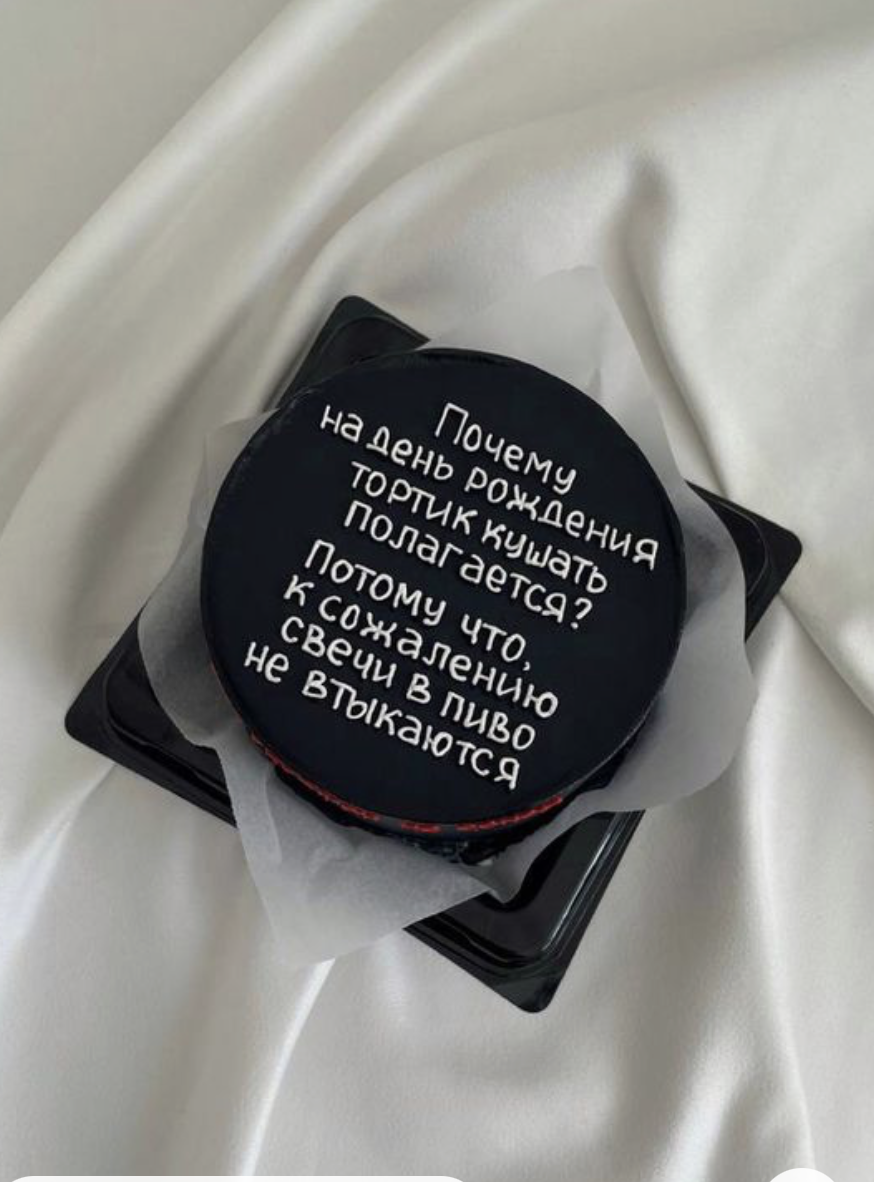 Почему
на день рождения
тортик кушать
полагается?
Потому что,
к сожалению
свечи в пиво
не втыкаются